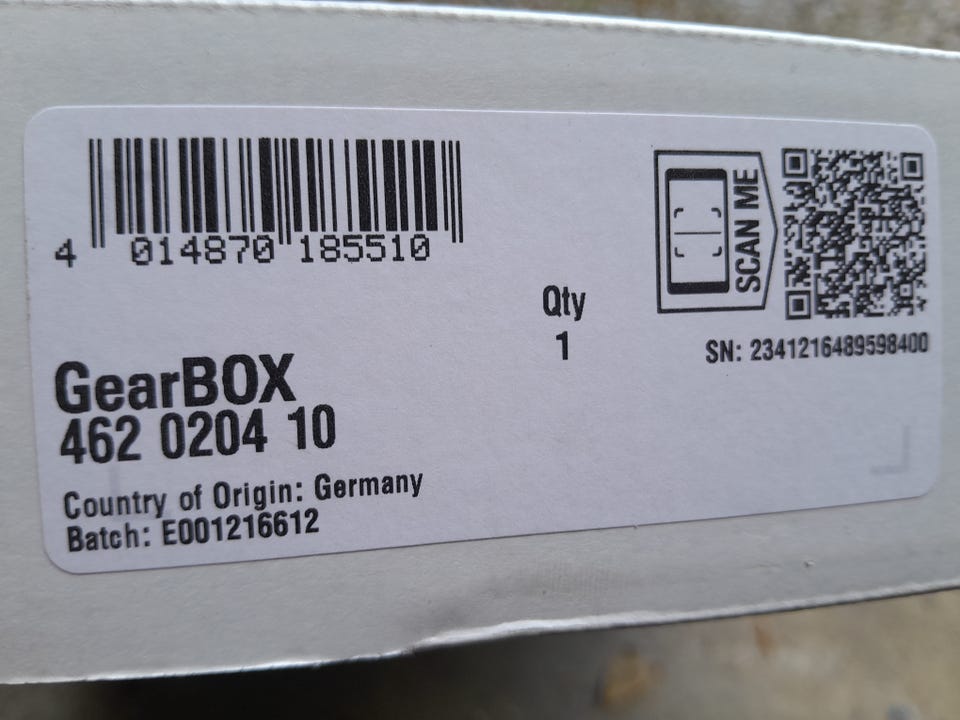 4 014870 185510
SCAN ME
Qty
1
SN: 2341216489598400
GearBOX
462 0204 10
Country of Origin: Germany
Batch: E001216612